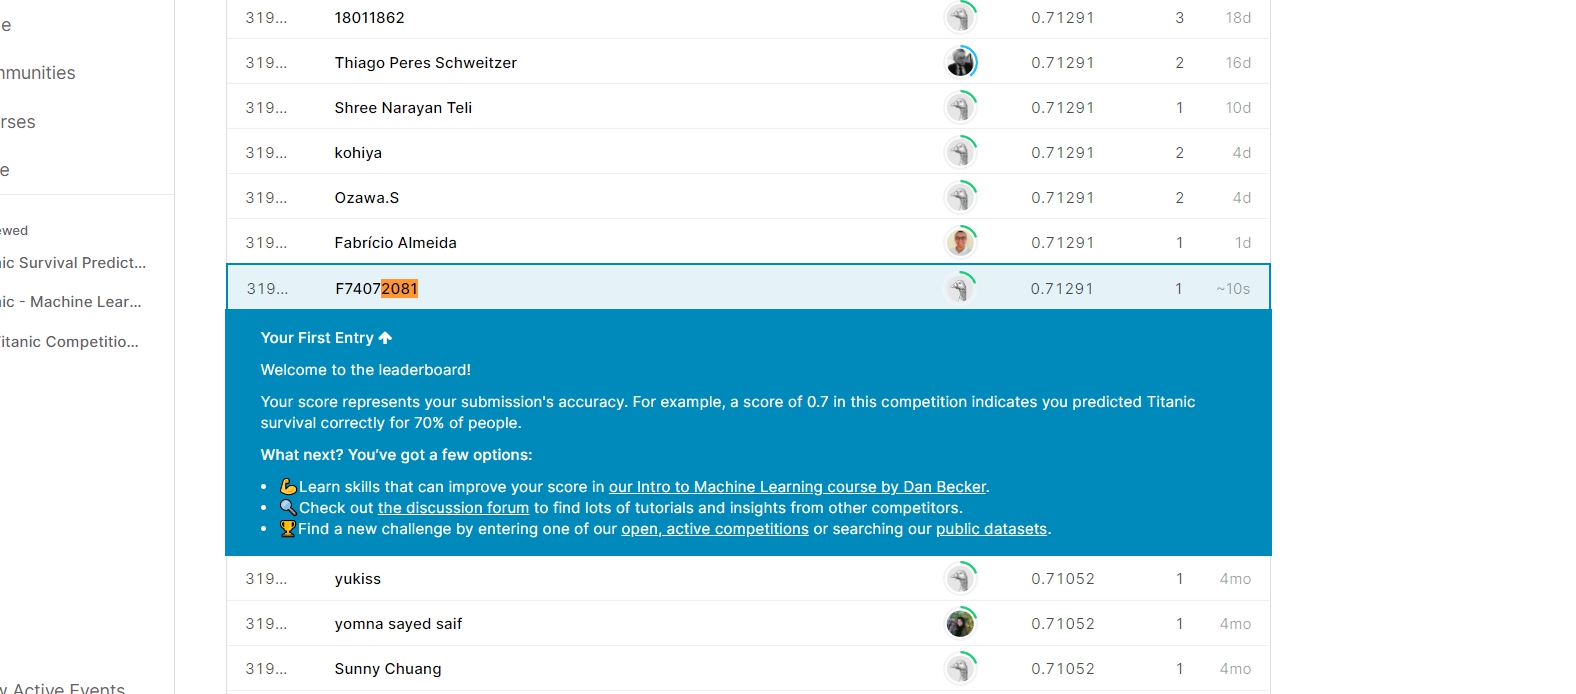 e
nmunities
rses
e
ewed
ic Survival Predict...
ic - Machine Lear...
itanic Competitio...
w Active Events
319... 18011862 0.71291 3 18d
319... Thiago Peres Schweitzer 0.71291 2 16d
319... Shree Narayan Teli 0.71291 1 10d
319... kohiya 0.71291 2 4d
319... Ozawa.S 0.71291 2 4d
319... Fabrício Almeida 0.71291 1 1d
319... F74072081 0.71291 1 ~10s
Your First Entry
Welcome to the leaderboard!
Your score represents your submission's accuracy. For example, a score of 0.7 in this competition indicates you predicted Titanic
survival correctly for 70% of people.
What next? You've got a few options:
• 💪Learn skills that can improve your score in our Intro to Machine Learning course by Dan Becker.
• 🔍Check out the discussion forum to find lots of tutorials and insights from other competitors.
• 🏆Find a new challenge by entering one of our open, active competitions or searching our public datasets.
319... yukiss 0.71052 1 4mo
319... yomna sayed saif 0.71052 1 4mo
319... Sunny Chuang 0.71052 1 4mo